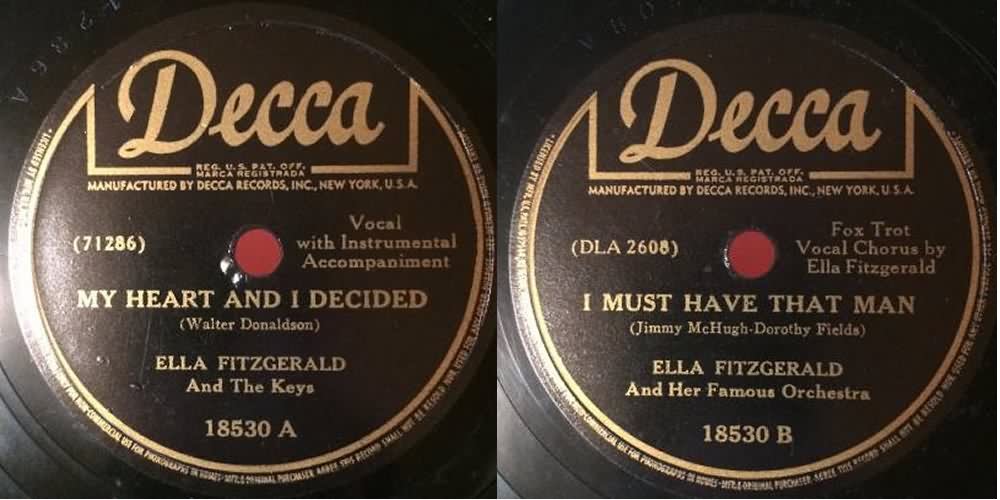 Decca
REG. U.S. PAT. OFF.
MARCA REGISTRADA
MANUFACTURED BY DECCA RECORDS, INC., NEW YORK, U.S.A.
(71286)
Vocal
with Instrumental
Accompaniment
MY HEART AND I DECIDED
(Walter Donaldson)
ELLA FITZGERALD
And The Keys
18530 A
Decca
REG. U.S. PAT. OFF.
MARCA REGISTRADA
MANUFACTURED BY DECCA RECORDS, INC., NEW YORK, U.S.A.
(DLA 2608)
Fox Trot
Vocal Chorus by
Ella Fitzgerald
I MUST HAVE THAT MAN
(Jimmy McHugh-Dorothy Fields)
ELLA FITZGERALD
And Her Famous Orchestra
18530 B